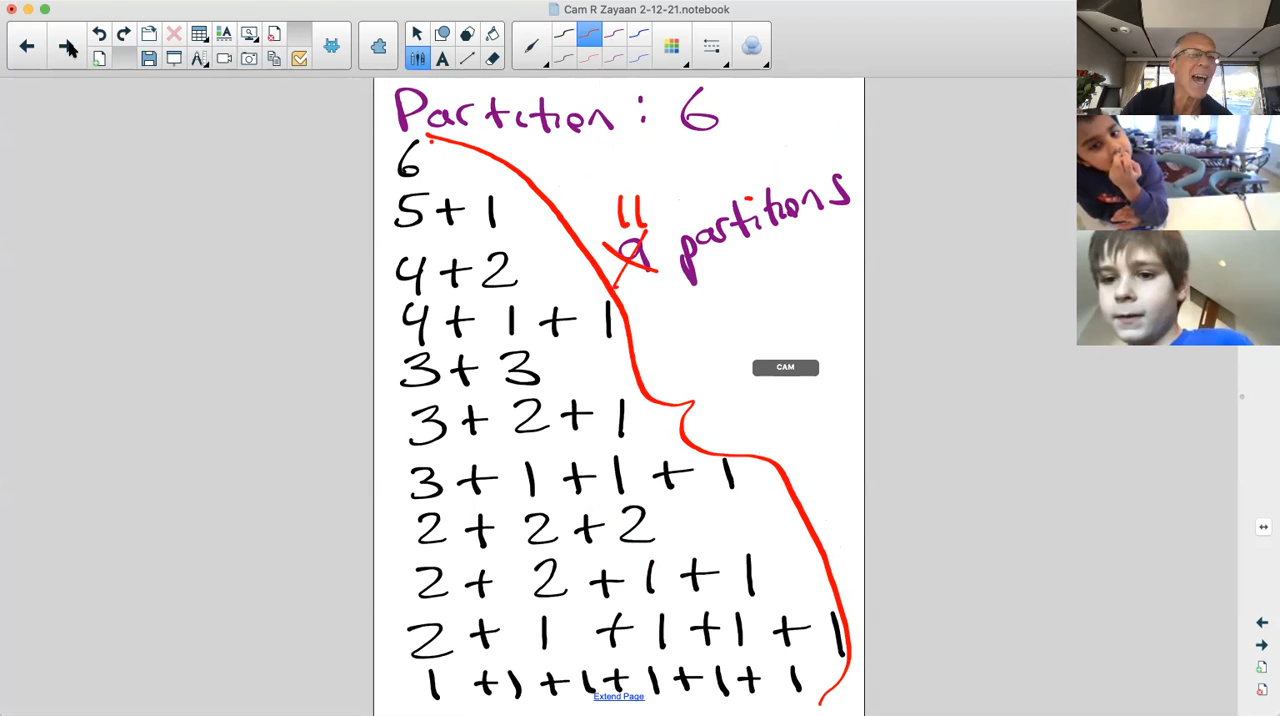 Cam R Zayaan 2-12-21.notebook
Partition : 6
6
5 + 1
11
9 partitions
4 + 2
4 + 1 + 1
3 + 3
CAM
3 + 2 + 1
3 + 1 + 1 + 1
2 + 2 + 2
2 + 2 + 1 + 1
2 + 1 + 1 + 1 + 1
1 + 1 + 1 + 1 + 1 + 1
Extend Page